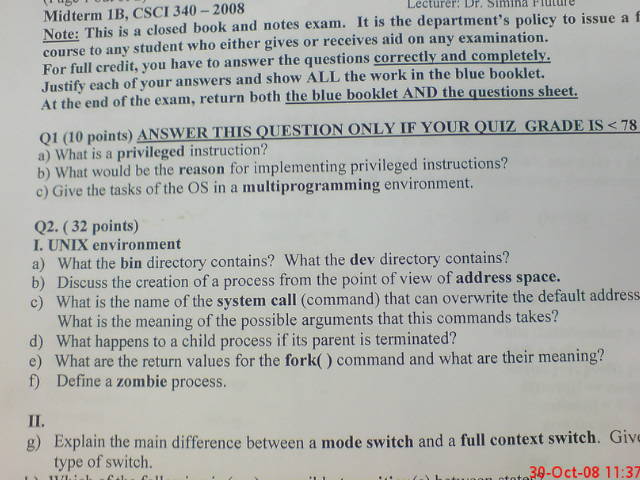 Lecturer: Dr. Simina Fluture
Midterm 1B, CSCI 340 – 2008
Note: This is a closed book and notes exam. It is the department's policy to issue a f
course to any student who either gives or receives aid on any examination.
For full credit, you have to answer the questions correctly and completely.
Justify each of your answers and show ALL the work in the blue booklet.
At the end of the exam, return both the blue booklet AND the questions sheet.
Q1 (10 points) ANSWER THIS QUESTION ONLY IF YOUR QUIZ GRADE IS < 78
a) What is a privileged instruction?
b) What would be the reason for implementing privileged instructions?
c) Give the tasks of the OS in a multiprogramming environment.
Q2. ( 32 points)
I. UNIX environment
a) What the bin directory contains? What the dev directory contains?
b) Discuss the creation of a process from the point of view of address space.
c) What is the name of the system call (command) that can overwrite the default address
What is the meaning of the possible arguments that this commands takes?
d) What happens to a child process if its parent is terminated?
e) What are the return values for the fork( ) command and what are their meaning?
f) Define a zombie process.
II.
g) Explain the main difference between a mode switch and a full context switch. Give
type of switch.
30-Oct-08 11:37